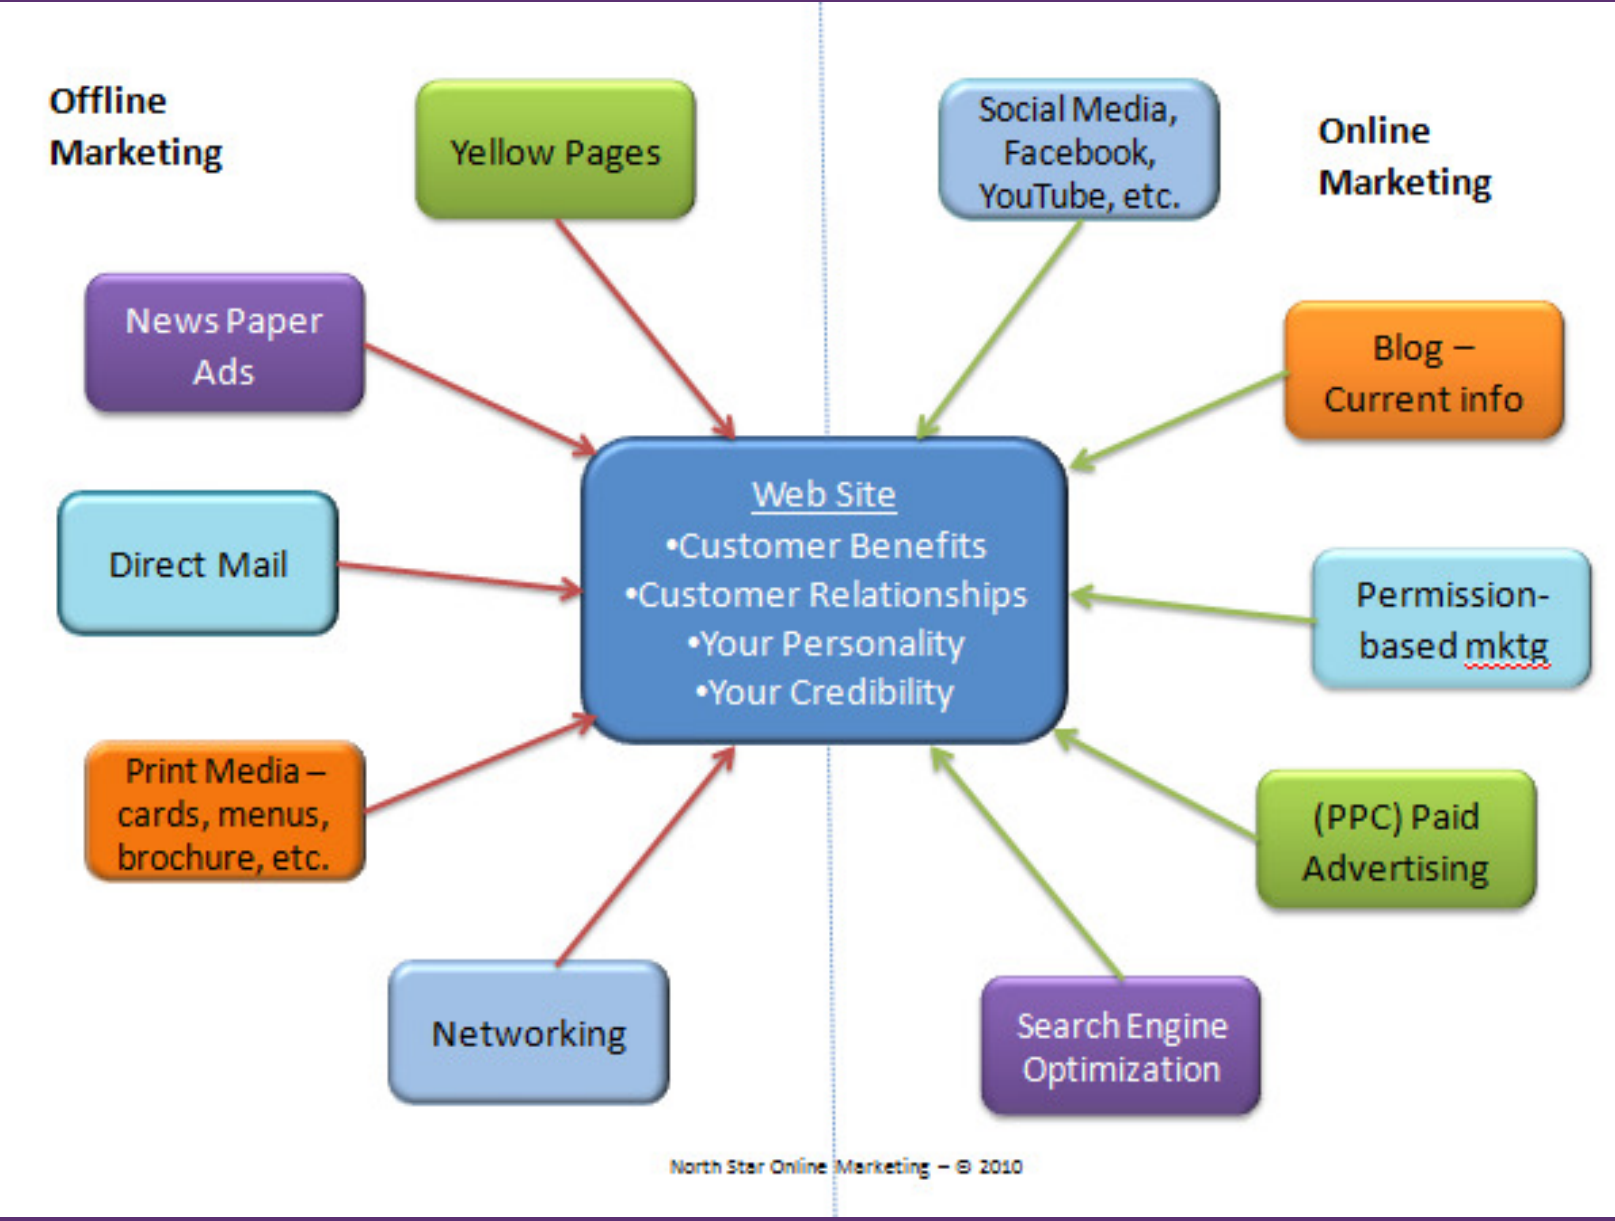 Offline
Marketing
Yellow Pages
Social Media,
Facebook,
YouTube, etc.
Online
Marketing
News Paper
Ads
Blog –
Current info
Direct Mail
Web Site
•Customer Benefits
•Customer Relationships
•Your Personality
•Your Credibility
Permission-
based mktg
Print Media –
cards, menus,
brochure, etc.
(PPC) Paid
Advertising
Networking
Search Engine
Optimization
North Star Online Marketing – © 2010